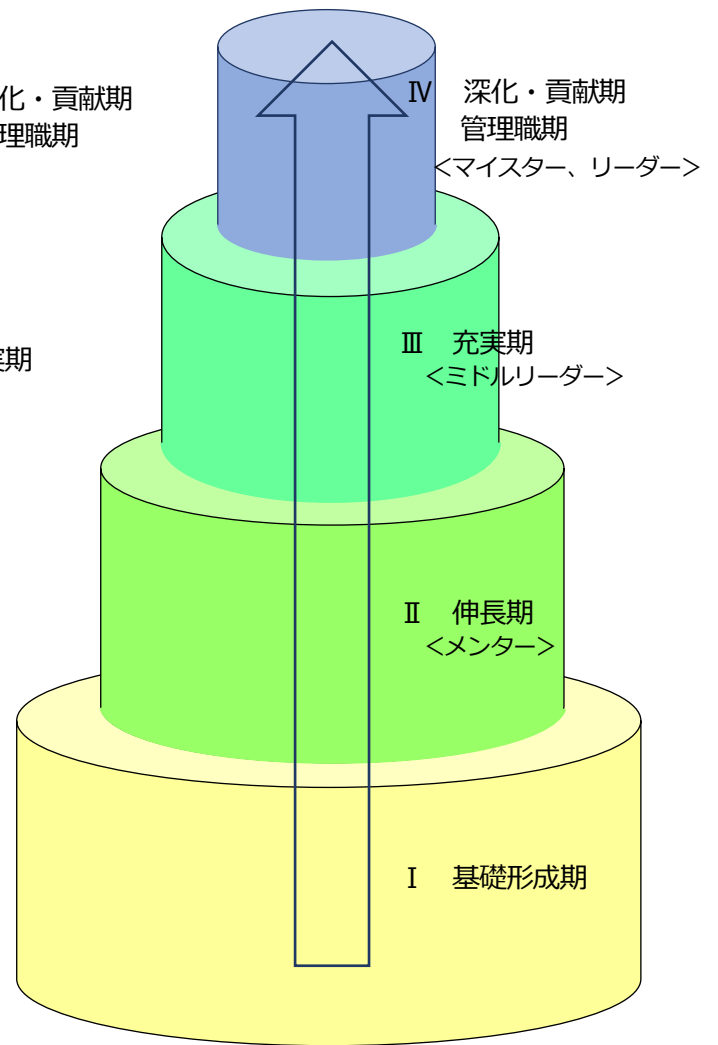 化・貢献期
理職期
Ⅳ 深化・貢献期
管理職期
<マイスター、リーダー>
Ⅲ 充実期
<ミドルリーダー>
実期
Ⅱ 伸長期
<メンター>
Ⅰ 基礎形成期